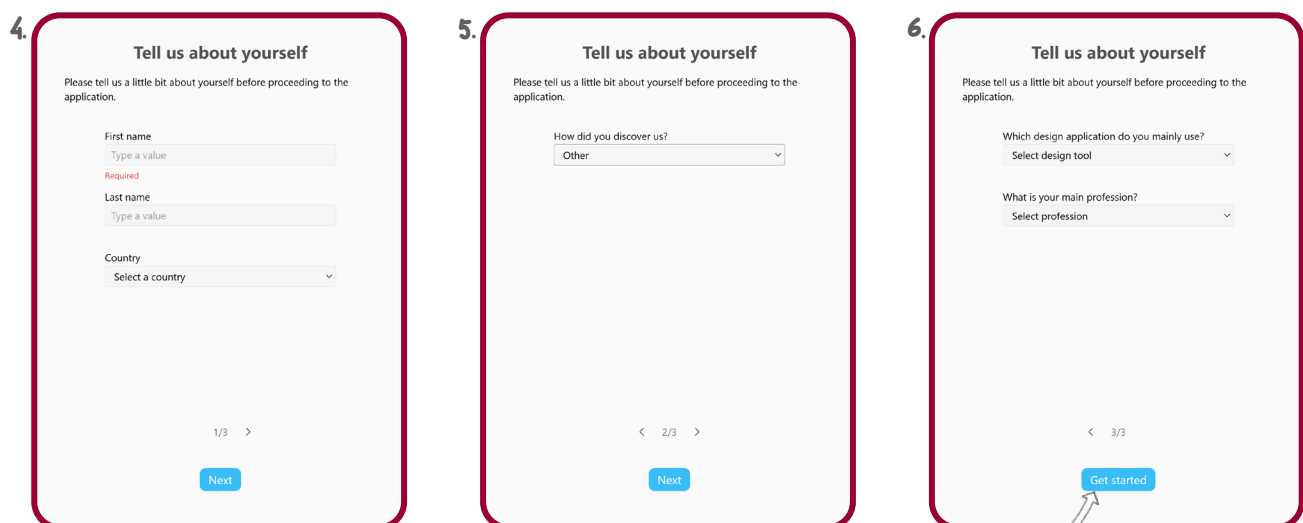 4.
Tell us about yourself
Please tell us a little bit about yourself before proceeding to the
application.
First name
Type a value
Required
Last name
Type a value
Country
Select a country
1/3 >
Next
5.
Tell us about yourself
Please tell us a little bit about yourself before proceeding to the
application.
How did you discover us?
Other
< 2/3 >
Next
6.
Tell us about yourself
Please tell us a little bit about yourself before proceeding to the
application.
Which design application do you mainly use?
Select design tool
What is your main profession?
Select profession
< 3/3
Get started